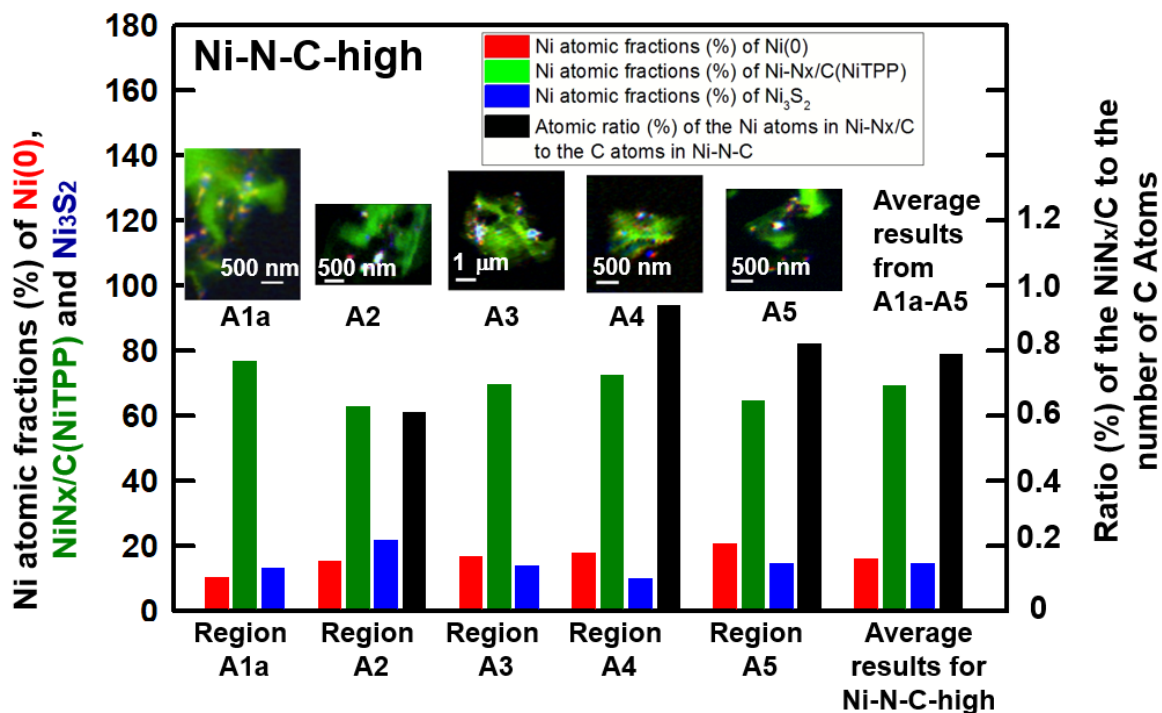 Ni-N-C-high
Ni atomic fractions (%) of Ni(0)
Ni atomic fractions (%) of Ni-Nx/C(NiTPP)
Ni atomic fractions (%) of Ni3S2
Atomic ratio (%) of the Ni atoms in Ni-Nx/C
to the C atoms in Ni-N-C
Ni atomic fractions (%) of Ni(0),
NiNx/C(NiTPP) and Ni3S2
180
160
140
120
100
80
60
40
20
0
500 nm
A1a
500 nm
A2
1 μm
A3
500 nm
A4
500 nm
A5
Average
results
from
A1a-A5
1.2
1.0
0.8
0.6
0.4
0.2
0
Ratio (%) of the NiNx/C to the
number of C Atoms
Region
A1a
Region
A2
Region
A3
Region
A4
Region
A5
Average
results for
Ni-N-C-high